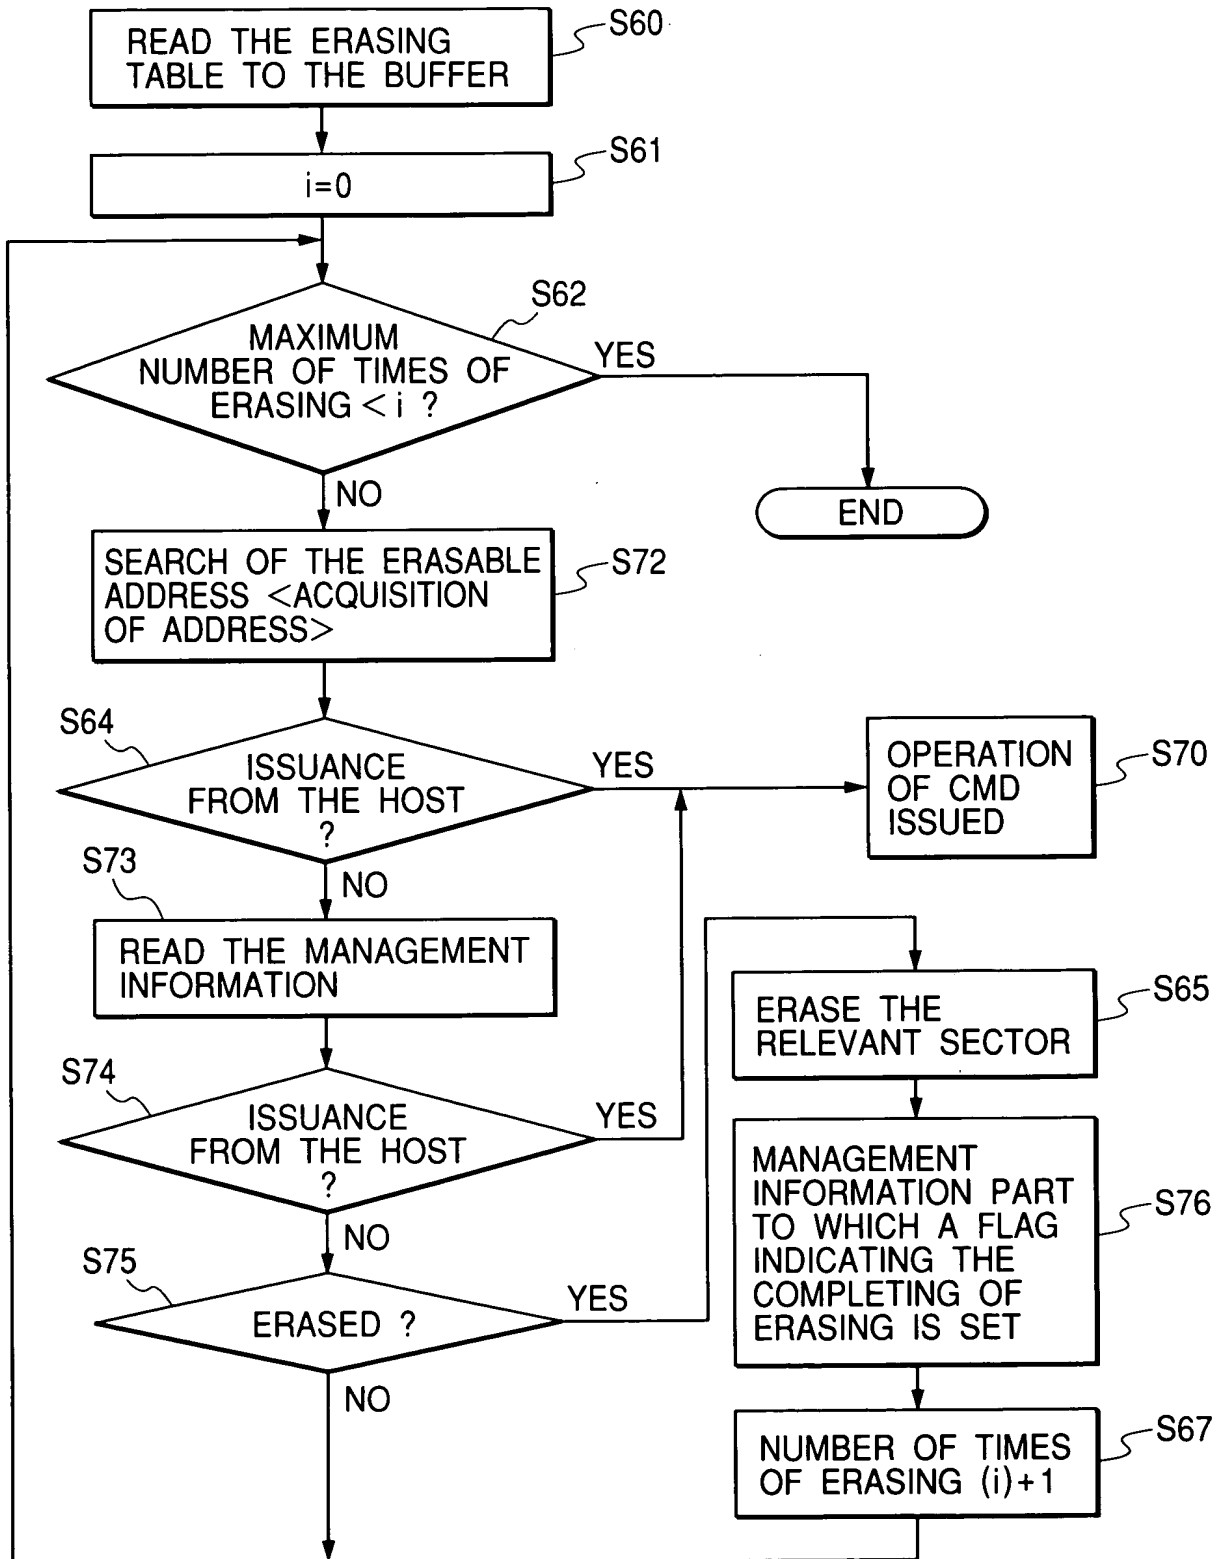 READ THE ERASING
TABLE TO THE BUFFER
S60
i=0
S61
S62
MAXIMUM
NUMBER OF TIMES OF
ERASING < i ?
YES
NO
END
SEARCH OF THE ERASABLE
ADDRESS <ACQUISITION
OF ADDRESS>
S72
S64
ISSUANCE
FROM THE HOST
?
YES
NO
OPERATION
OF CMD
ISSUED
S70
S73
READ THE MANAGEMENT
INFORMATION
S74
ISSUANCE
FROM THE HOST
?
YES
NO
S75
ERASED ?
YES
NO
ERASE THE
RELEVANT SECTOR
S65
MANAGEMENT
INFORMATION PART
TO WHICH A FLAG
INDICATING THE
COMPLETING OF
ERASING IS SET
S76
NUMBER OF TIMES
OF ERASING (i)+1
S67